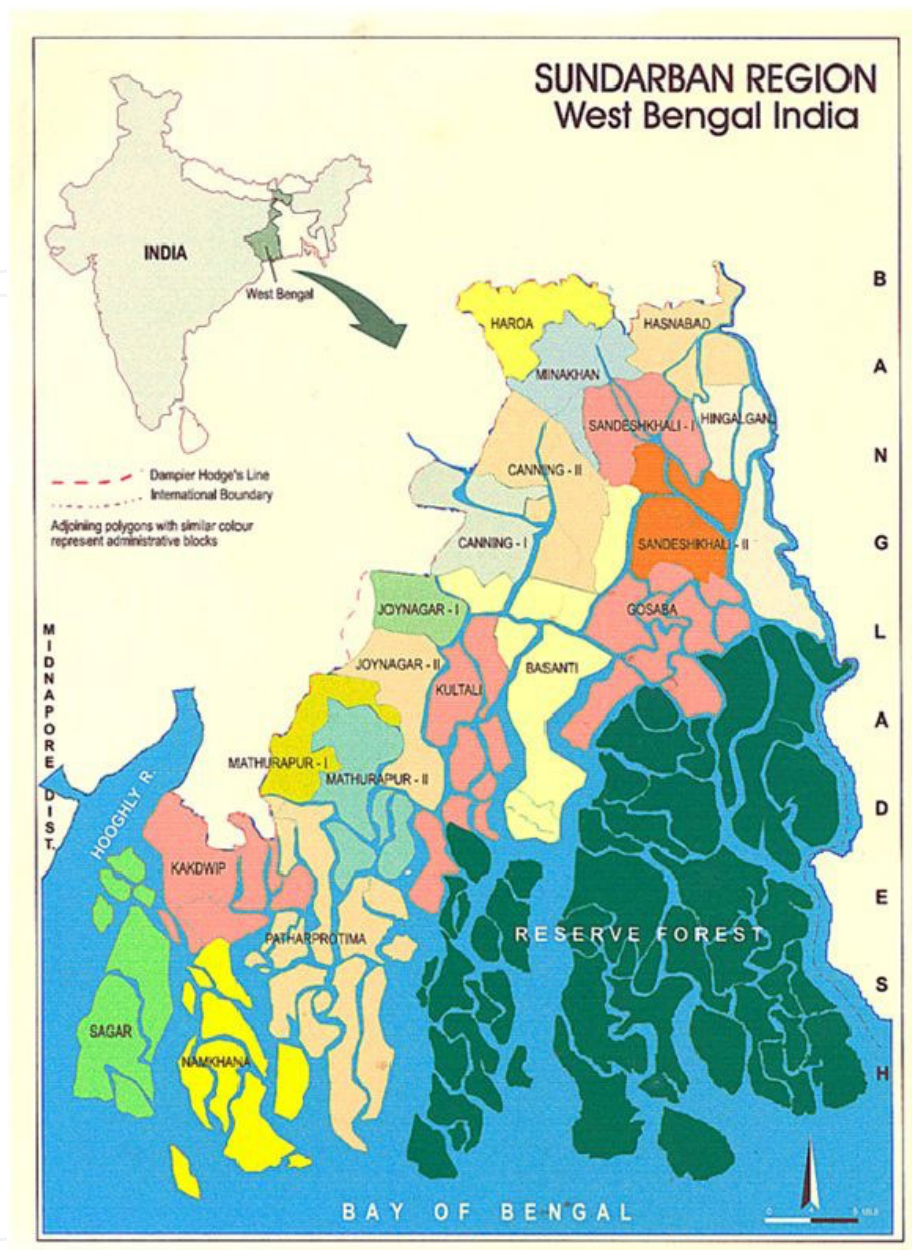 SUNDARBAN REGION
West Bengal India
INDIA
West Bengal
Dampier Hodge's Line
International Boundary
Adjoining polygons with similar colour
represent administrative blocks
HAROA
HASNABAD
MINAKHAN
SANDESHKHALI - I
HINGALGANJ
CANNING - II
CANNING - I
SANDESHIKHALI - II
JOYNAGAR - I
GOSABA
JOYNAGAR - II
BASANTI
KULTALI
MATHURAPUR - I
MATHURAPUR - II
MIDNAPORE DIST.
HOOGHLY R.
KAKDWIP
PATHARPROTIMA
RESERVE FOREST
SAGAR
NAMKHANA
BANGLADESH
BAY OF BENGAL
0